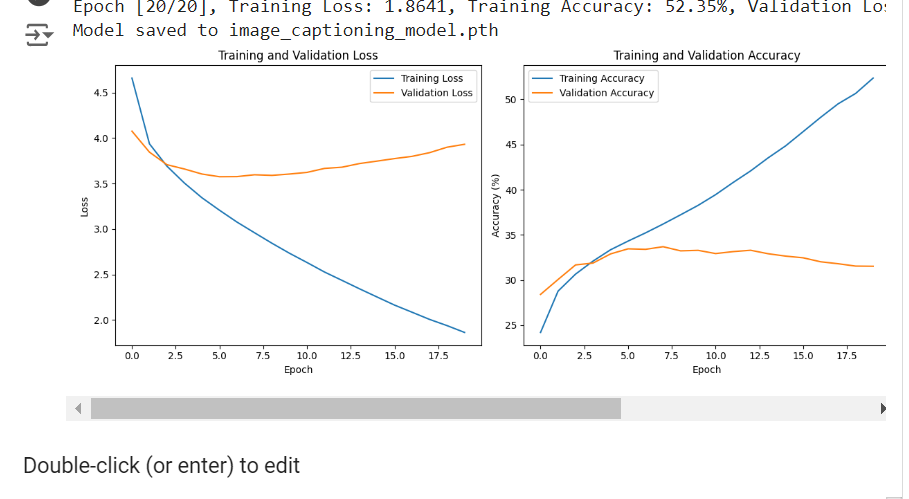 Epoch [20/20], Training Loss: 1.8641, Training Accuracy: 52.35%, Validation
Model saved to image_captioning_model.pth
Training and Validation Loss
Training Loss
Validation Loss
4.5
4.0
3.5
3.0
2.5
2.0
Loss
0.0 2.5 5.0 7.5 10.0 12.5 15.0 17.5
Epoch
Training and Validation Accuracy
Training Accuracy
Validation Accuracy
50
45
40
35
30
25
Accuracy (%)
0.0 2.5 5.0 7.5 10.0 12.5 15.0 17.5
Epoch
Double-click (or enter) to edit